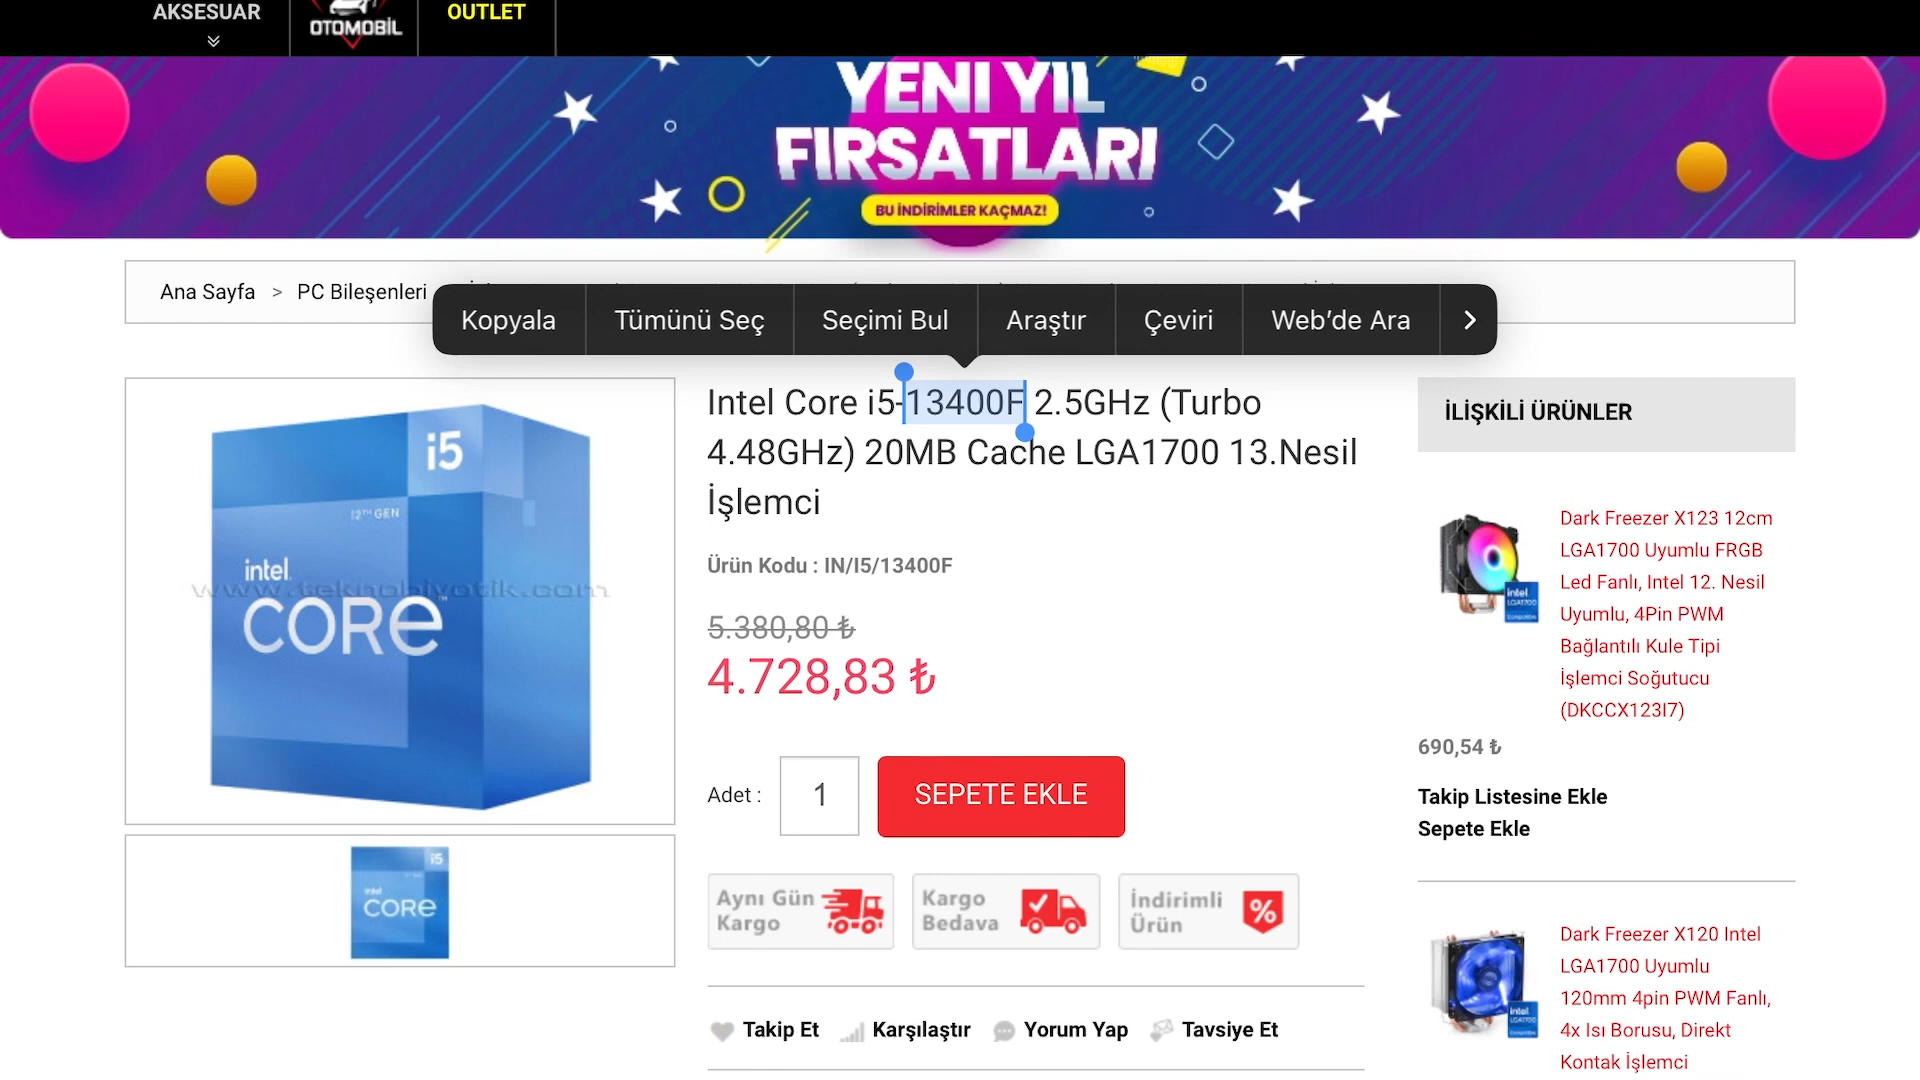 AKSESUAR
OTOMOBİL
OUTLET
YENİ YIL
FIRSATLARI
BU İNDİRİMLER KAÇMAZ!
Ana Sayfa > PC Bileşenleri
Kopyala
Tümünü Seç
Seçimi Bul
Araştır
Çeviri
Web’de Ara
i5
12TH GEN
intel.
CORE™
www.teknobiyotik.com
i5
intel
CORE
Intel Core i5-13400F 2.5GHz (Turbo
4.48GHz) 20MB Cache LGA1700 13.Nesil
İşlemci
Ürün Kodu : IN/I5/13400F
5.380,80 ₺
4.728,83 ₺
Adet :
1
SEPETE EKLE
Aynı Gün
Kargo
Kargo
Bedava
İndirimli
Ürün
%
Takip Et
Karşılaştır
Yorum Yap
Tavsiye Et
İLİŞKİLİ ÜRÜNLER
intel
LGA1700
Dark Freezer X123 12cm
LGA1700 Uyumlu FRGB
Led Fanlı, Intel 12. Nesil
Uyumlu, 4Pin PWM
Bağlantılı Kule Tipi
İşlemci Soğutucu
(DKCCX123I7)
690,54 ₺
Takip Listesine Ekle
Sepete Ekle
intel
LGA1700
Dark Freezer X120 Intel
LGA1700 Uyumlu
120mm 4pin PWM Fanlı,
4x Isı Borusu, Direkt
Kontak İşlemci